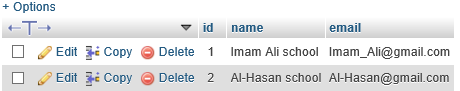 + Options
←T→ id name email
Edit Copy Delete 1 Imam Ali school Imam_Ali@gmail.com
Edit Copy Delete 2 Al-Hasan school Al-Hasan@gmail.com